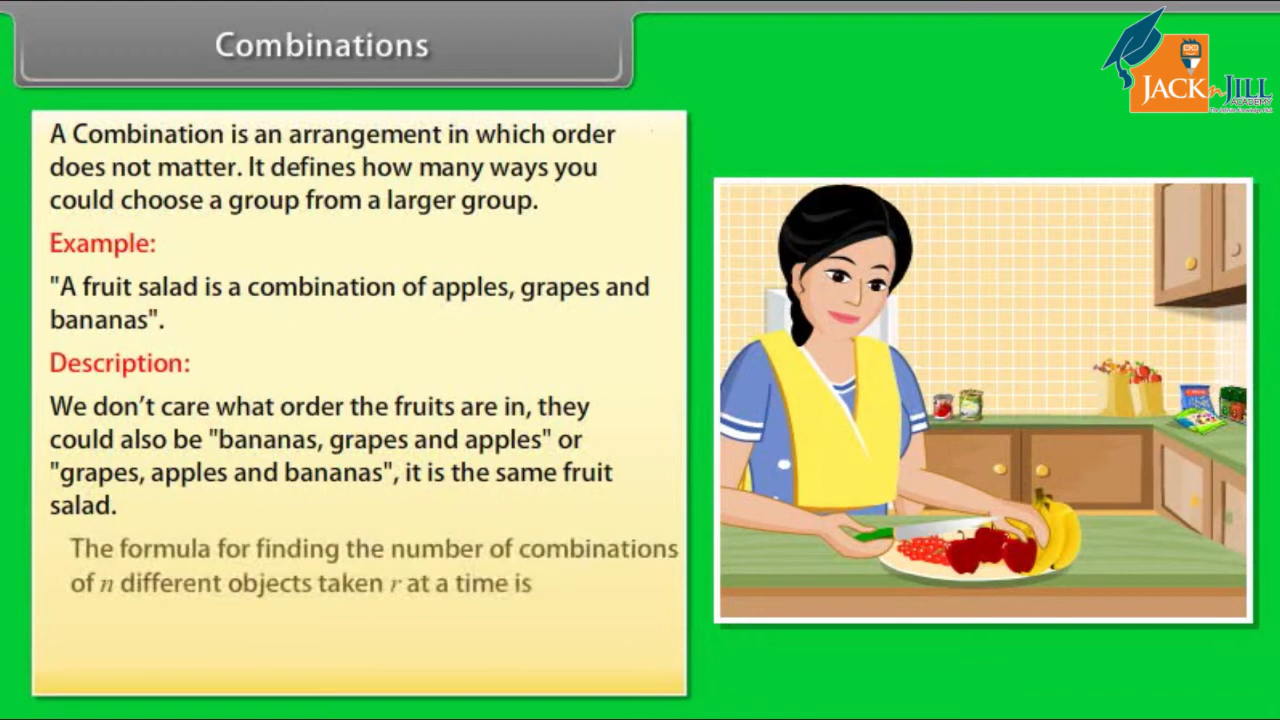 Combinations
JACK n JILL
ACADEMY
A Combination is an arrangement in which order
does not matter. It defines how many ways you
could choose a group from a larger group.
Example:
"A fruit salad is a combination of apples, grapes and
bananas".
Description:
We don't care what order the fruits are in, they
could also be "bananas, grapes and apples" or
"grapes, apples and bananas", it is the same fruit
salad.
The formula for finding the number of combinations
of n different objects taken r at a time is